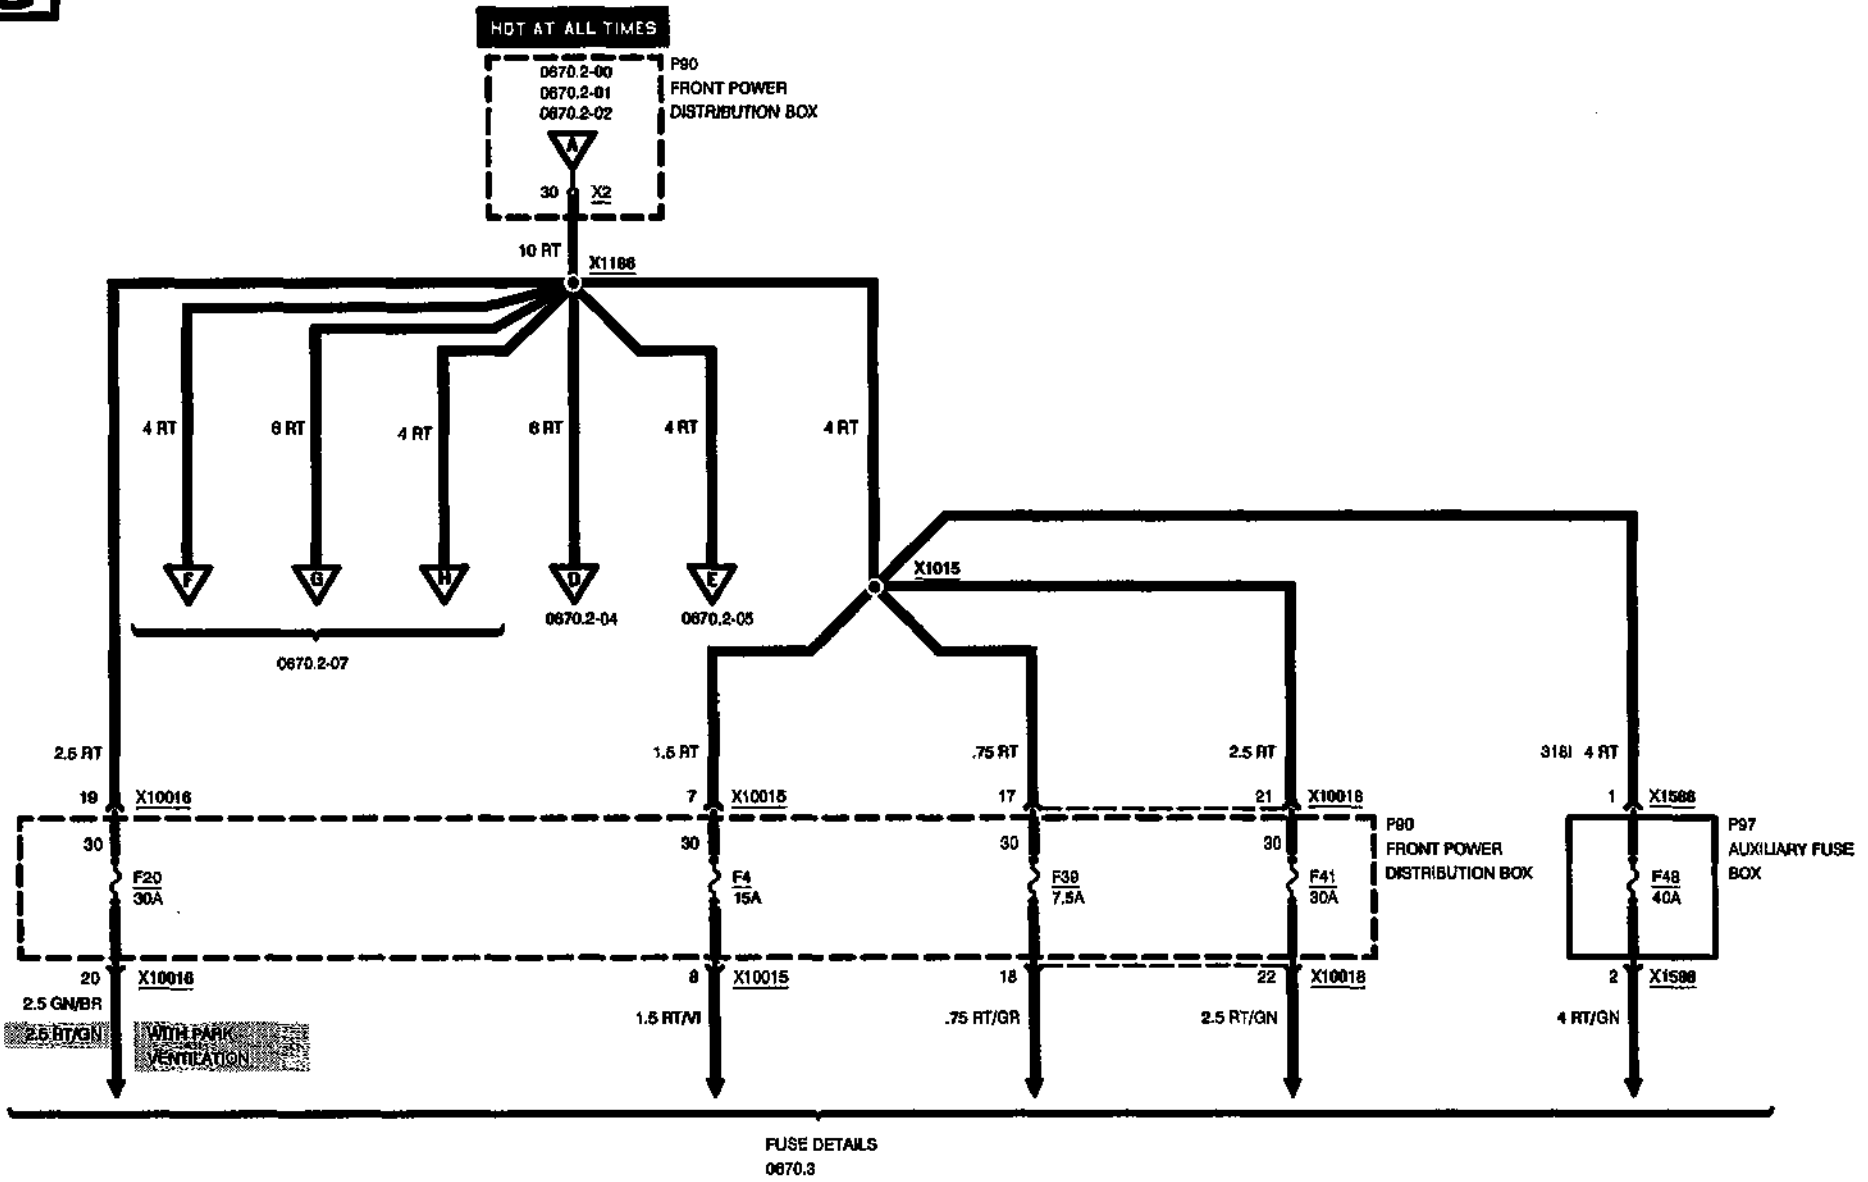 HOT AT ALL TIMES
0670.2-00
0670.2-01
0670.2-02
P90
FRONT POWER
DISTRIBUTION BOX
A
30 X2
10 RT
X1186
4 RT
6 RT
4 RT
6 RT
4 RT
4 RT
F
G
H
D
E
X1015
0670.2-04
0670.2-05
0670.2-07
2.5 RT
1.5 RT
.75 RT
2.5 RT
318I 4 RT
19 X10016
7 X10015
17
21 X10018
1 X1588
30
30
30
30
P90
FRONT POWER
DISTRIBUTION BOX
P97
AUXILIARY FUSE
BOX
F20
30A
F4
15A
F39
7,5A
F41
30A
F48
40A
20 X10016
8 X10015
18
22 X10018
2 X1588
2.5 GN/BR
2.5 RT/GN
WITH PARK
VENTILATION
1.5 RT/VI
.75 RT/GR
2.5 RT/GN
4 RT/GN
FUSE DETAILS
0670.3